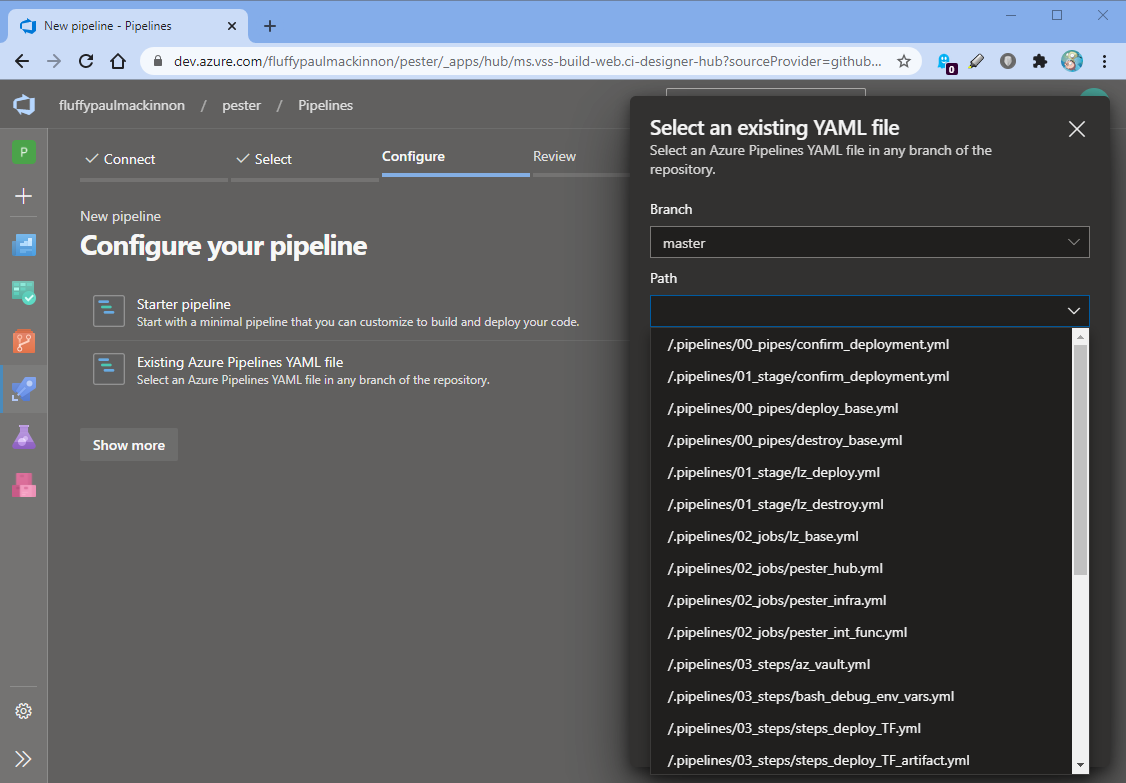 New pipeline - Pipelines
dev.azure.com/fluffypaulmackinnon/pester/_apps/hub/ms.vss-build-web.ci-designer-hub?sourceProvider=github...
0
fluffypaulmackinnon / pester / Pipelines
P
Connect
Select
Configure
Review
New pipeline
Configure your pipeline
Starter pipeline
Start with a minimal pipeline that you can customize to build and deploy your code.
Existing Azure Pipelines YAML file
Select an Azure Pipelines YAML file in any branch of the repository.
Show more
Select an existing YAML file
Select an Azure Pipelines YAML file in any branch of the
repository.
Branch
master
Path
/.pipelines/00_pipes/confirm_deployment.yml
/.pipelines/01_stage/confirm_deployment.yml
/.pipelines/00_pipes/deploy_base.yml
/.pipelines/00_pipes/destroy_base.yml
/.pipelines/01_stage/lz_deploy.yml
/.pipelines/01_stage/lz_destroy.yml
/.pipelines/02_jobs/lz_base.yml
/.pipelines/02_jobs/pester_hub.yml
/.pipelines/02_jobs/pester_infra.yml
/.pipelines/02_jobs/pester_int_func.yml
/.pipelines/03_steps/az_vault.yml
/.pipelines/03_steps/bash_debug_env_vars.yml
/.pipelines/03_steps/steps_deploy_TF.yml
/.pipelines/03_steps/steps_deploy_TF_artifact.yml